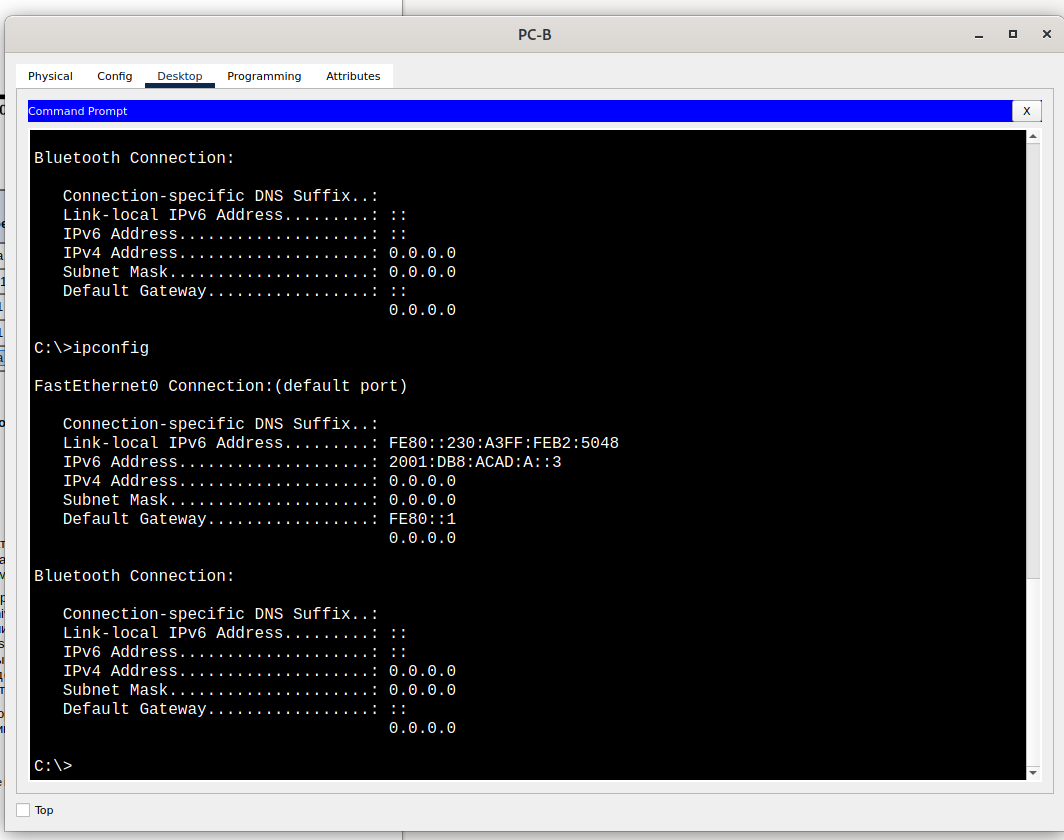 PC-B
Physical Config Desktop Programming Attributes
Command Prompt X
Bluetooth Connection:
Connection-specific DNS Suffix..:
Link-local IPv6 Address.........: ::
IPv6 Address....................: ::
IPv4 Address....................: 0.0.0.0
Subnet Mask.....................: 0.0.0.0
Default Gateway.................: ::
0.0.0.0
C:\>ipconfig
FastEthernet0 Connection:(default port)
Connection-specific DNS Suffix..:
Link-local IPv6 Address.........: FE80::230:A3FF:FEB2:5048
IPv6 Address....................: 2001:DB8:ACAD:A::3
IPv4 Address....................: 0.0.0.0
Subnet Mask.....................: 0.0.0.0
Default Gateway.................: FE80::1
0.0.0.0
Bluetooth Connection:
Connection-specific DNS Suffix..:
Link-local IPv6 Address.........: ::
IPv6 Address....................: ::
IPv4 Address....................: 0.0.0.0
Subnet Mask.....................: 0.0.0.0
Default Gateway.................: ::
0.0.0.0
C:\>
Top